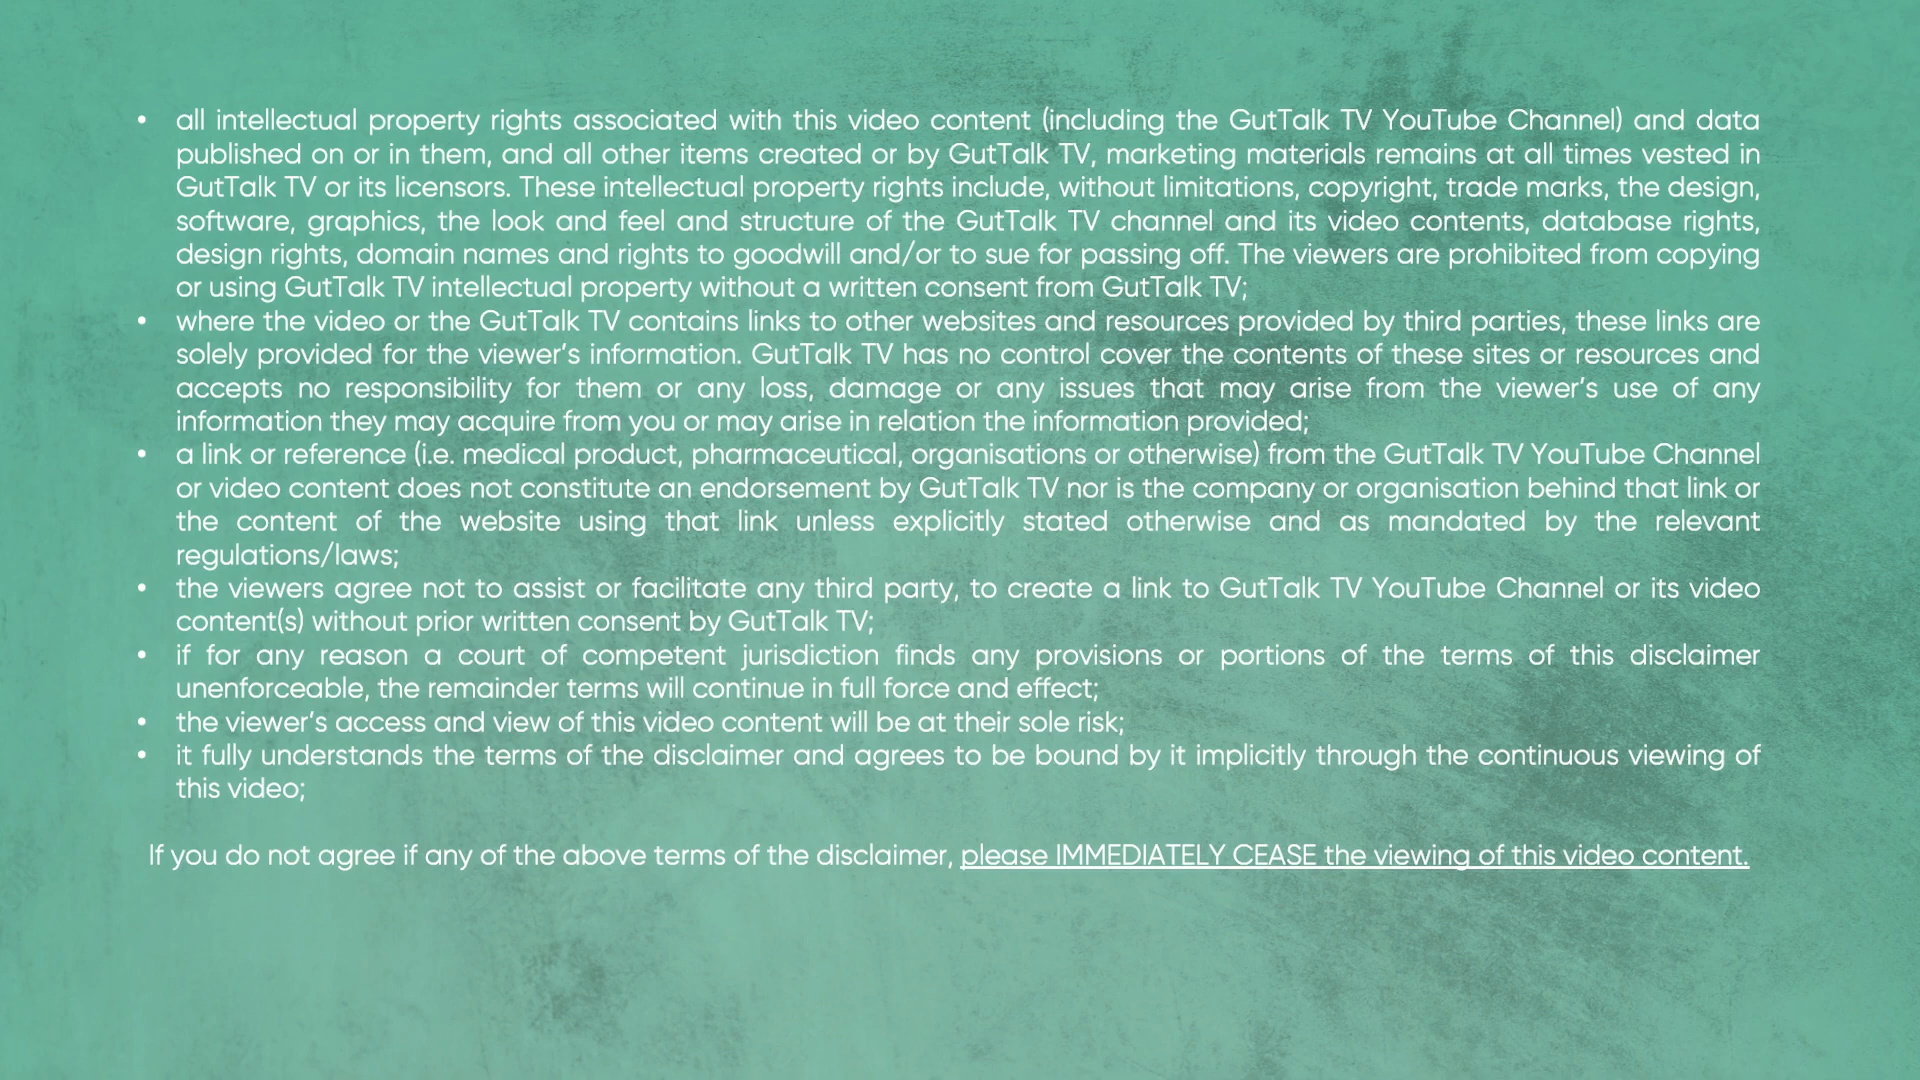 • all intellectual property rights associated with this video content (including the GutTalk TV YouTube Channel) and data
published on or in them, and all other items created or by GutTalk TV, marketing materials remains at all times vested in
GutTalk TV or its licensors. These intellectual property rights include, without limitations, copyright, trade marks, the design,
software, graphics, the look and feel and structure of the GutTalk TV channel and its video contents, database rights,
design rights, domain names and rights to goodwill and/or to sue for passing off. The viewers are prohibited from copying
or using GutTalk TV intellectual property without a written consent from GutTalk TV;
• where the video or the GutTalk TV contains links to other websites and resources provided by third parties, these links are
solely provided for the viewer’s information. GutTalk TV has no control cover the contents of these sites or resources and
accepts no responsibility for them or any loss, damage or any issues that may arise from the viewer’s use of any
information they may acquire from you or may arise in relation the information provided;
• a link or reference (i.e. medical product, pharmaceutical, organisations or otherwise) from the GutTalk TV YouTube Channel
or video content does not constitute an endorsement by GutTalk TV nor is the company or organisation behind that link or
the content of the website using that link unless explicitly stated otherwise and as mandated by the relevant
regulations/laws;
• the viewers agree not to assist or facilitate any third party, to create a link to GutTalk TV YouTube Channel or its video
content(s) without prior written consent by GutTalk TV;
• if for any reason a court of competent jurisdiction finds any provisions or portions of the terms of this disclaimer
unenforceable, the remainder terms will continue in full force and effect;
• the viewer’s access and view of this video content will be at their sole risk;
• it fully understands the terms of the disclaimer and agrees to be bound by it implicitly through the continuous viewing of
this video;
If you do not agree if any of the above terms of the disclaimer, please IMMEDIATELY CEASE the viewing of this video content.